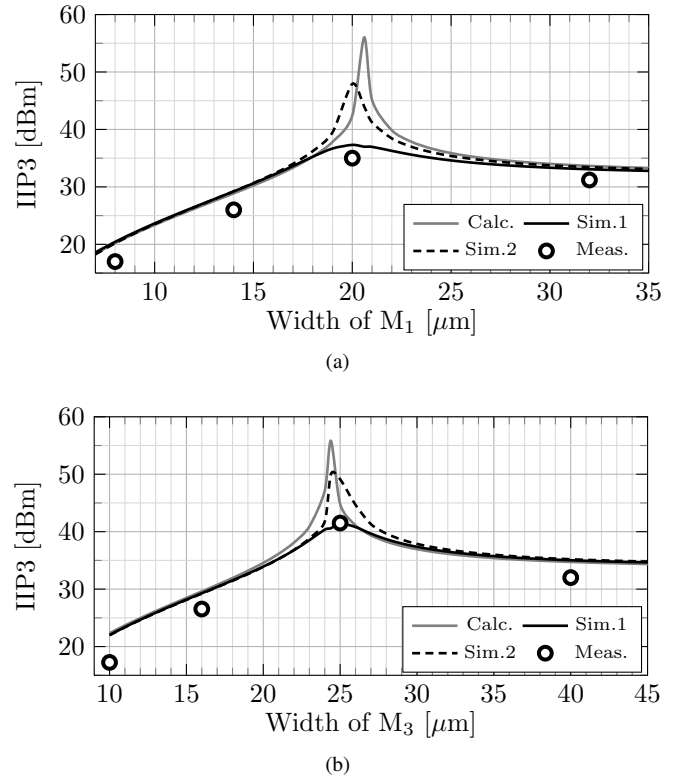 60
50
40
30
20
IIP3 [dBm]
Calc. Sim.1
Sim.2 Meas.
10 15 20 25 30 35
Width of M₁ [μm]
(a)
60
50
40
30
20
IIP3 [dBm]
Calc. Sim.1
Sim.2 Meas.
10 15 20 25 30 35 40 45
Width of M₃ [μm]
(b)